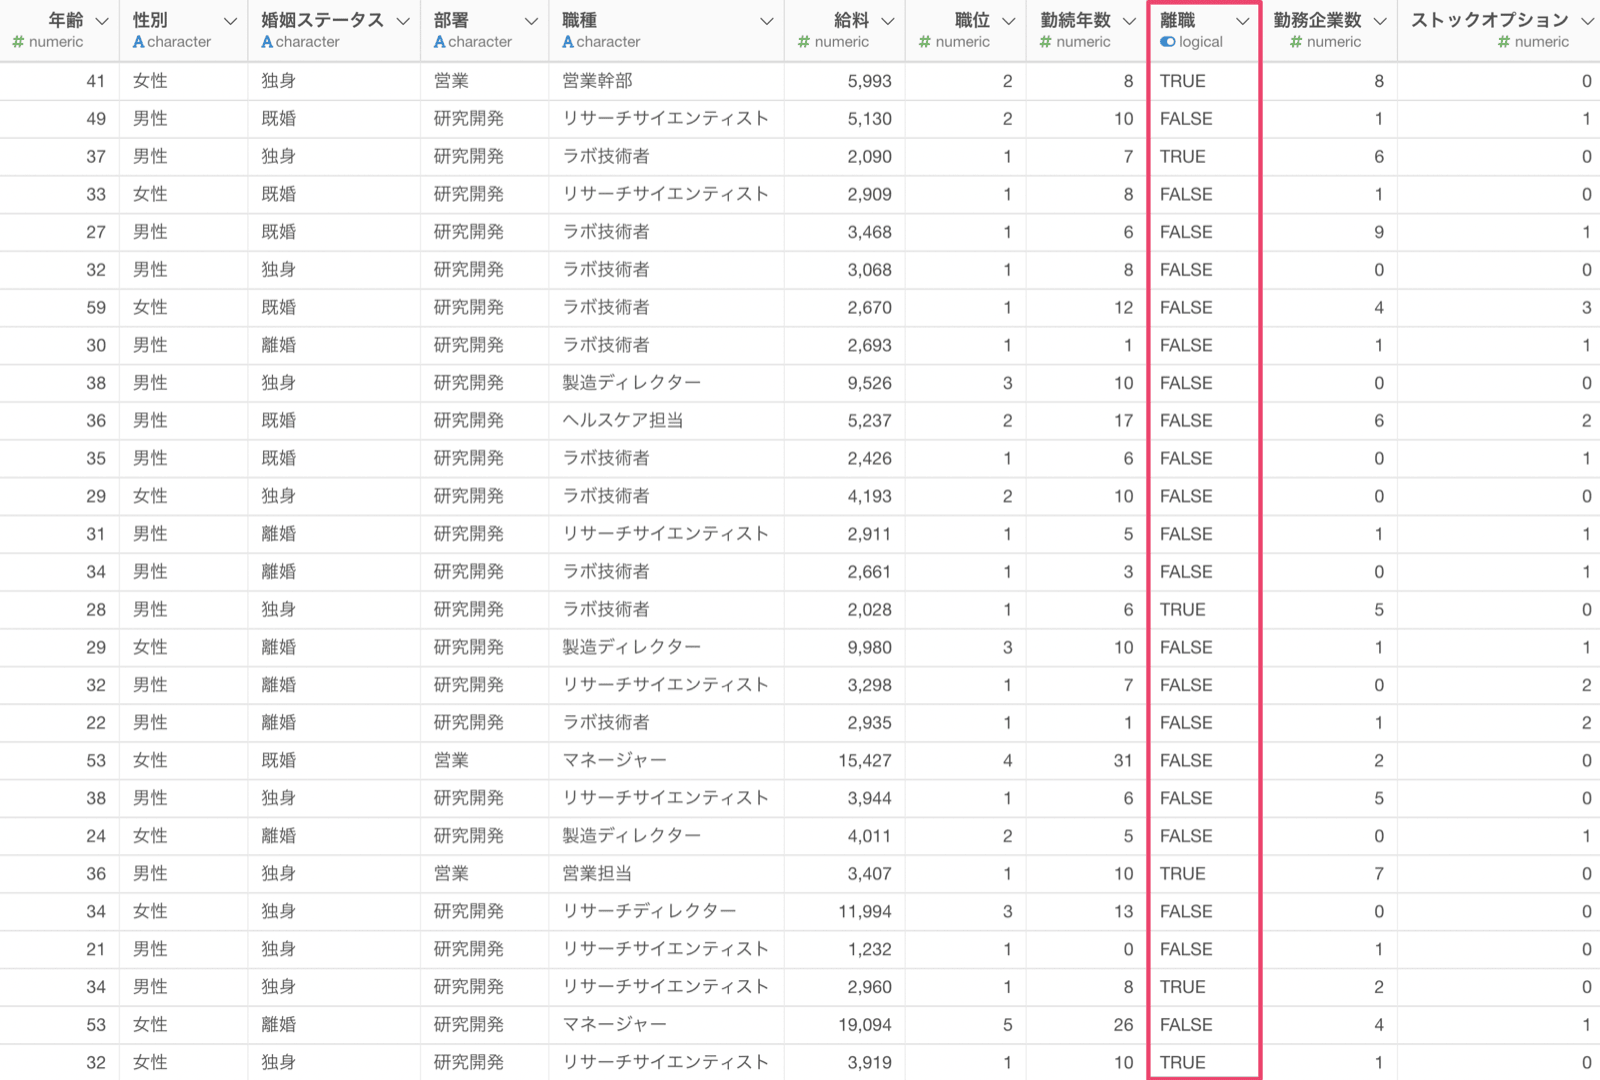 年齢 性別 婚姻ステータス 部署 職種 給料 職位 勤続年数 離職 勤務企業数 ストックオプション
# numeric A character A character A character A character # numeric # numeric # numeric logical # numeric # numeric
41 女性 独身 営業 営業幹部 5,993 2 8 TRUE 8 0
49 男性 既婚 研究開発 リサーチサイエンティスト 5,130 2 10 FALSE 1 1
37 男性 独身 研究開発 ラボ技術者 2,090 1 7 TRUE 6 0
33 女性 既婚 研究開発 リサーチサイエンティスト 2,909 1 8 FALSE 1 0
27 男性 既婚 研究開発 ラボ技術者 3,468 1 6 FALSE 9 1
32 男性 独身 研究開発 ラボ技術者 3,068 1 8 FALSE 0 0
59 女性 既婚 研究開発 ラボ技術者 2,670 1 12 FALSE 4 3
30 男性 離婚 研究開発 ラボ技術者 2,693 1 1 FALSE 1 1
38 男性 独身 研究開発 製造ディレクター 9,526 3 10 FALSE 0 0
36 男性 既婚 研究開発 ヘルスケア担当 5,237 2 17 FALSE 6 2
35 男性 既婚 研究開発 ラボ技術者 2,426 1 6 FALSE 0 1
29 女性 独身 研究開発 ラボ技術者 4,193 2 10 FALSE 0 0
31 男性 離婚 研究開発 リサーチサイエンティスト 2,911 1 5 FALSE 1 1
34 男性 離婚 研究開発 ラボ技術者 2,661 1 3 FALSE 0 1
28 男性 独身 研究開発 ラボ技術者 2,028 1 6 TRUE 5 0
29 女性 離婚 研究開発 製造ディレクター 9,980 3 10 FALSE 1 1
32 男性 離婚 研究開発 リサーチサイエンティスト 3,298 1 7 FALSE 0 2
22 男性 離婚 研究開発 ラボ技術者 2,935 1 1 FALSE 1 2
53 女性 既婚 営業 マネージャー 15,427 4 31 FALSE 2 0
38 男性 独身 研究開発 リサーチサイエンティスト 3,944 1 6 FALSE 5 0
24 女性 離婚 研究開発 製造ディレクター 4,011 2 5 FALSE 0 1
36 男性 独身 営業 営業担当 3,407 1 10 TRUE 7 0
34 女性 独身 研究開発 リサーチディレクター 11,994 3 13 FALSE 0 0
21 男性 独身 研究開発 リサーチサイエンティスト 1,232 1 0 FALSE 1 0
34 男性 独身 研究開発 リサーチサイエンティスト 2,960 1 8 TRUE 2 0
53 女性 離婚 研究開発 マネージャー 19,094 5 26 FALSE 4 1
32 女性 独身 研究開発 リサーチサイエンティスト 3,919 1 10 TRUE 1 0